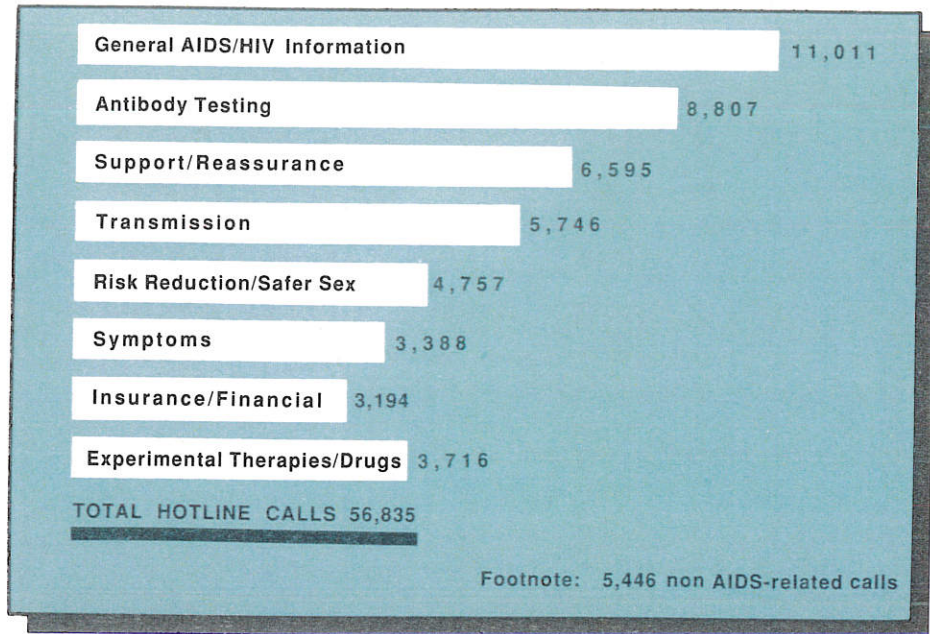 General AIDS/HIV Information 11,011
Antibody Testing 8,807
Support/Reassurance 6,595
Transmission 5,746
Risk Reduction/Safer Sex 4,757
Symptoms 3,388
Insurance/Financial 3,194
Experimental Therapies/Drugs 3,716
TOTAL HOTLINE CALLS 56,835
Footnote: 5,446 non AIDS-related calls